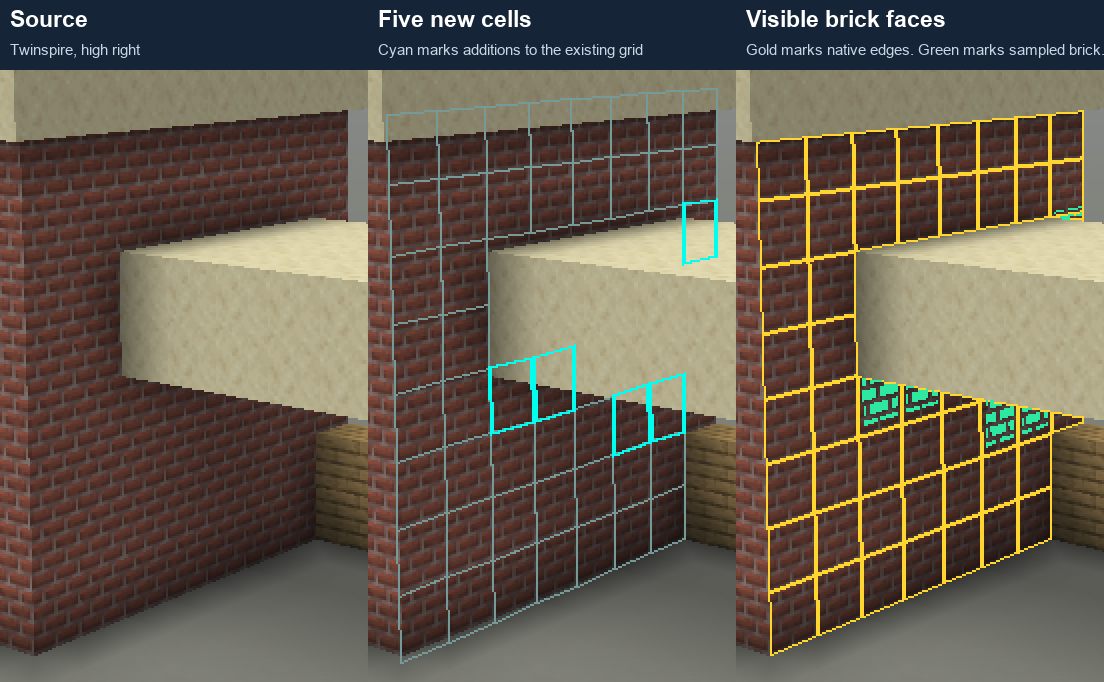 Source
Twinspire, high right
Five new cells
Cyan marks additions to the existing grid
Visible brick faces
Gold marks native edges. Green marks sampled brick.